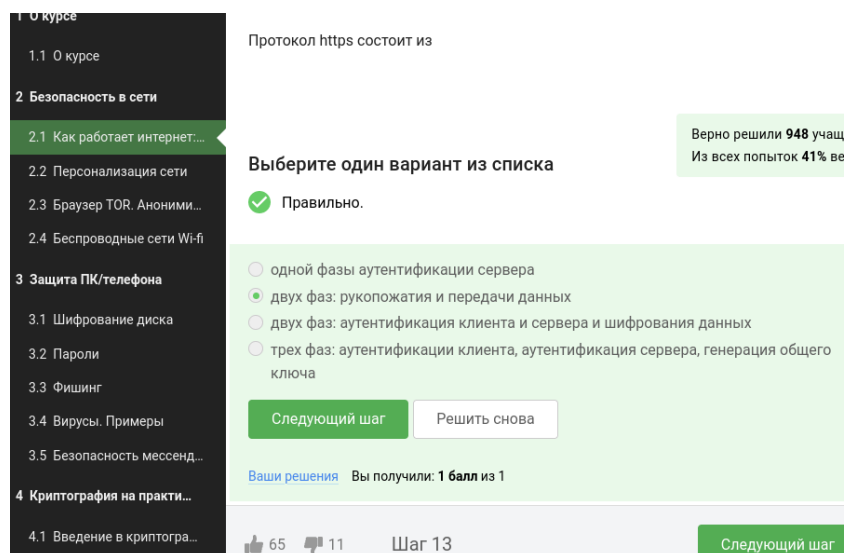 1 О курсе
1.1 О курсе
2 Безопасность в сети
2.1 Как работает интернет:...
2.2 Персонализация сети
2.3 Браузер TOR. Аноними...
2.4 Беспроводные сети Wi-fi
3 Защита ПК/телефона
3.1 Шифрование диска
3.2 Пароли
3.3 Фишинг
3.4 Вирусы. Примеры
3.5 Безопасность мессенд...
4 Криптография на практи...
4.1 Введение в криптогра...
Протокол https состоит из
Верно решили 948 учащ
Из всех попыток 41% ве
Выберите один вариант из списка
Правильно.
одной фазы аутентификации сервера
двух фаз: рукопожатия и передачи данных
двух фаз: аутентификация клиента и сервера и шифрования данных
трех фаз: аутентификации клиента, аутентификация сервера, генерация общего
ключа
Следующий шаг
Решить снова
Ваши решения Вы получили: 1 балл из 1
65 11 Шаг 13 Следующий шаг